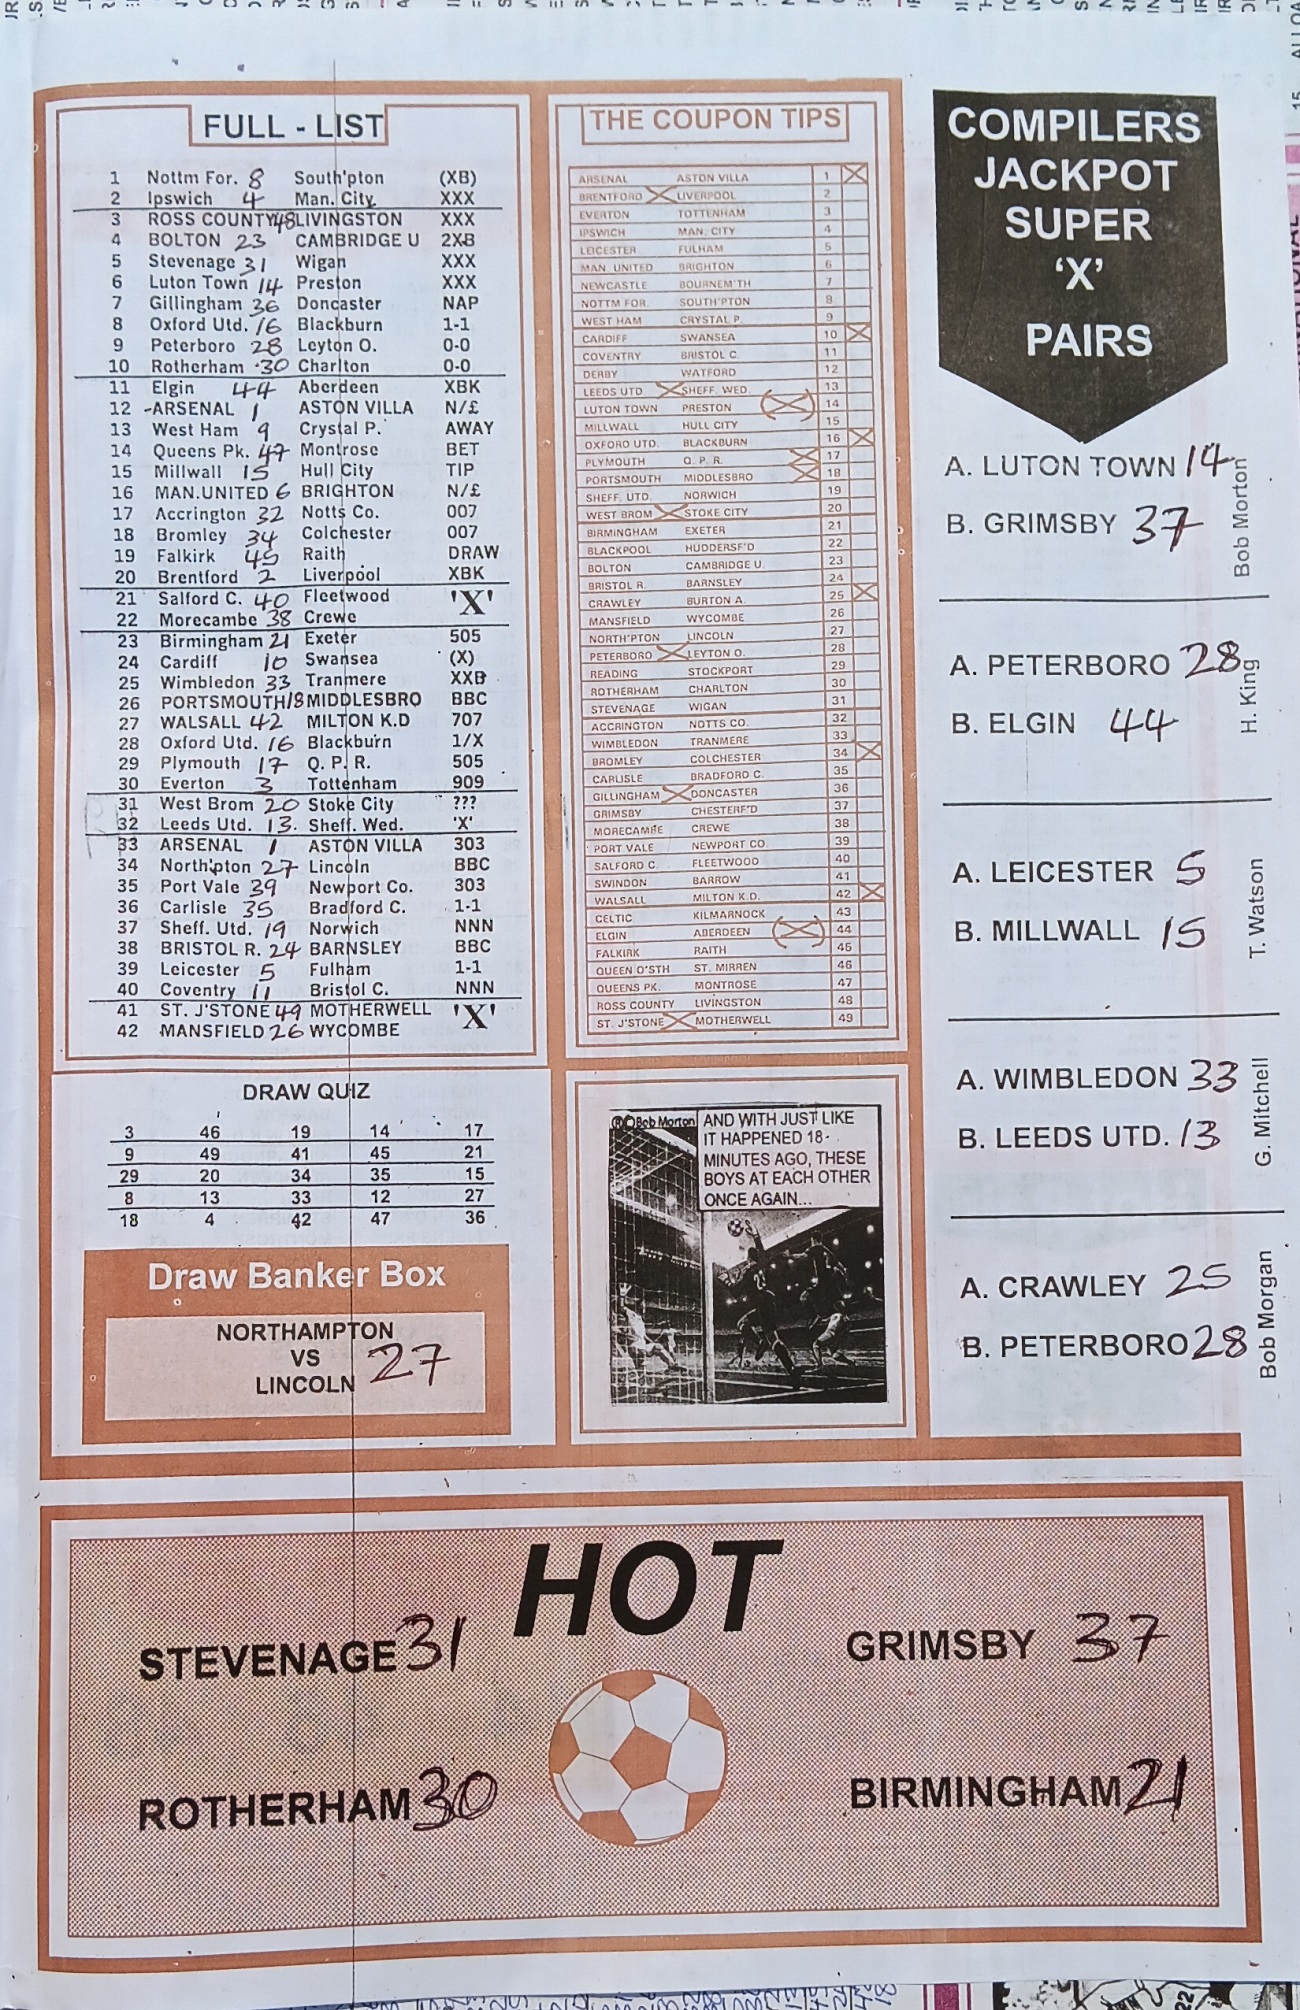 FULL - LIST
1 Nottm For. 8 South'pton (XB)
2 Ipswich 4 Man. City XXX
3 ROSS COUNTY 48 LIVINGSTON XXX
4 BOLTON 23 CAMBRIDGE U 2XB
5 Stevenage 31 Wigan XXX
6 Luton Town 14 Preston XXX
7 Gillingham 36 Doncaster NAP
8 Oxford Utd. 16 Blackburn 1-1
9 Peterboro 28 Leyton O. 0-0
10 Rotherham 30 Charlton 0-0
11 Elgin 44 Aberdeen XBK
12 -ARSENAL 1 ASTON VILLA N/£
13 West Ham 9 Crystal P. AWAY
14 Queens Pk. 47 Montrose BET
15 Millwall 15 Hull City TIP
16 MAN.UNITED 6 BRIGHTON N/£
17 Accrington 32 Notts Co. 007
18 Bromley 34 Colchester 007
19 Falkirk 45 Raith DRAW
20 Brentford 2 Liverpool XBK
21 Salford C. 40 Fleetwood 'X'
22 Morecambe 38 Crewe
23 Birmingham 21 Exeter 505
24 Cardiff 10 Swansea (X)
25 Wimbledon 33 Tranmere XXB
26 PORTSMOUTH 18 MIDDLESBRO BBC
27 WALSALL 42 MILTON K.D 707
28 Oxford Utd. 16 Blackburn 1/X
29 Plymouth 17 Q. P. R. 505
30 Everton 3 Tottenham 909
31 West Brom 20 Stoke City ???
32 Leeds Utd. 13. Sheff. Wed. 'X'
33 ARSENAL 1 ASTON VILLA 303
34 North'pton 27 Lincoln BBC
35 Port Vale 39 Newport Co. 303
36 Carlisle 35 Bradford C. 1-1
37 Sheff. Utd. 19 Norwich NNN
38 BRISTOL R. 24 BARNSLEY BBC
39 Leicester 5 Fulham 1-1
40 Coventry 11 Bristol C. NNN
41 ST. J'STONE 49 MOTHERWELL 'X'
42 MANSFIELD 26 WYCOMBE
THE COUPON TIPS
ARSENAL ASTON VILLA 1 X
BRENTFORD X LIVERPOOL 2
EVERTON TOTTENHAM 3
IPSWICH MAN. CITY 4
LEICESTER FULHAM 5
MAN. UNITED BRIGHTON 6
NEWCASTLE BOURNEM'TH 7
NOTTM FOR. SOUTH'PTON 8
WEST HAM CRYSTAL P. 9
CARDIFF SWANSEA 10 X
COVENTRY BRISTOL C. 11
DERBY WATFORD 12
LEEDS UTD X SHEFF. WED. 13
LUTON TOWN PRESTON (X) 14
MILLWALL HULL CITY 15
OXFORD UTD. BLACKBURN 16 X
PLYMOUTH Q. P. R. X 17
PORTSMOUTH MIDDLESBRO X 18
SHEFF. UTD. NORWICH 19
WEST BROM X STOKE CITY 20
BIRMINGHAM EXETER 21
BLACKPOOL HUDDERSF'D 22
BOLTON CAMBRIDGE U. 23
BRISTOL R. BARNSLEY 24
CRAWLEY BURTON A. 25 X
MANSFIELD WYCOMBE 26
NORTH'PTON LINCOLN 27
PETERBORO X LEYTON O. 28
READING STOCKPORT 29
ROTHERHAM CHARLTON 30
STEVENAGE WIGAN 31
ACCRINGTON NOTTS CO. 32
WIMBLEDON TRANMERE 33
BROMLEY COLCHESTER 34 X
CARLISLE BRADFORD C. 35
GILLINGHAM X DONCASTER 36
GRIMSBY CHESTERF'D 37
MORECAMBE CREWE 38
PORT VALE NEWPORT CO. 39
SALFORD C. FLEETWOOD 40
SWINDON BARROW 41
WALSALL MILTON K.D. 42 X
CELTIC KILMARNOCK 43
ELGIN ABERDEEN (X) 44
FALKIRK RAITH 45
QUEEN O'STH ST. MIRREN 46
QUEENS PK. MONTROSE 47
ROSS COUNTY LIVINGSTON 48
ST. J'STONE X MOTHERWELL 49
COMPILERS
JACKPOT
SUPER
'X'
PAIRS
A. LUTON TOWN 14
B. GRIMSBY 37
Bob Morton
A. PETERBORO 28
B. ELGIN 44
H. King
A. LEICESTER 5
B. MILLWALL 15
T. Watson
A. WIMBLEDON 33
B. LEEDS UTD. 13
G. Mitchell
A. CRAWLEY 25
B. PETERBORO 28
Bob Morgan
DRAW QUIZ
3 46 19 14 17
9 49 41 45 21
29 20 34 35 15
8 13 33 12 27
18 4 42 47 36
Draw Banker Box
NORTHAMPTON
VS 27
LINCOLN
®©Bob Morton
AND WITH JUST LIKE
IT HAPPENED 18-
MINUTES AGO, THESE
BOYS AT EACH OTHER
ONCE AGAIN...
HOT
STEVENAGE 31
GRIMSBY 37
ROTHERHAM 30
BIRMINGHAM 21